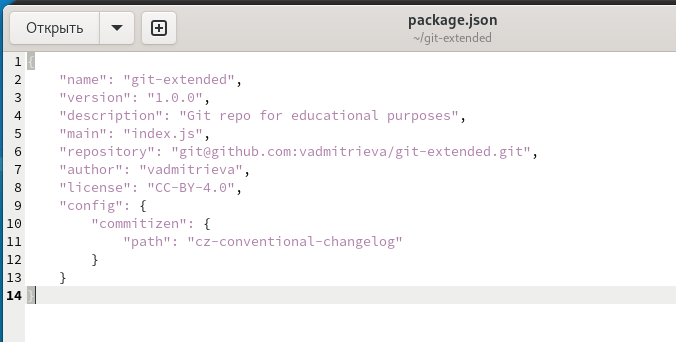 Открыть
package.json
~/git-extended
1 {
2     "name": "git-extended",
3     "version": "1.0.0",
4     "description": "Git repo for educational purposes",
5     "main": "index.js",
6     "repository": "git@github.com:vadmitrieva/git-extended.git",
7     "author": "vadmitrieva",
8     "license": "CC-BY-4.0",
9     "config": {
10         "commitizen": {
11             "path": "cz-conventional-changelog"
12         }
13     }
14 }